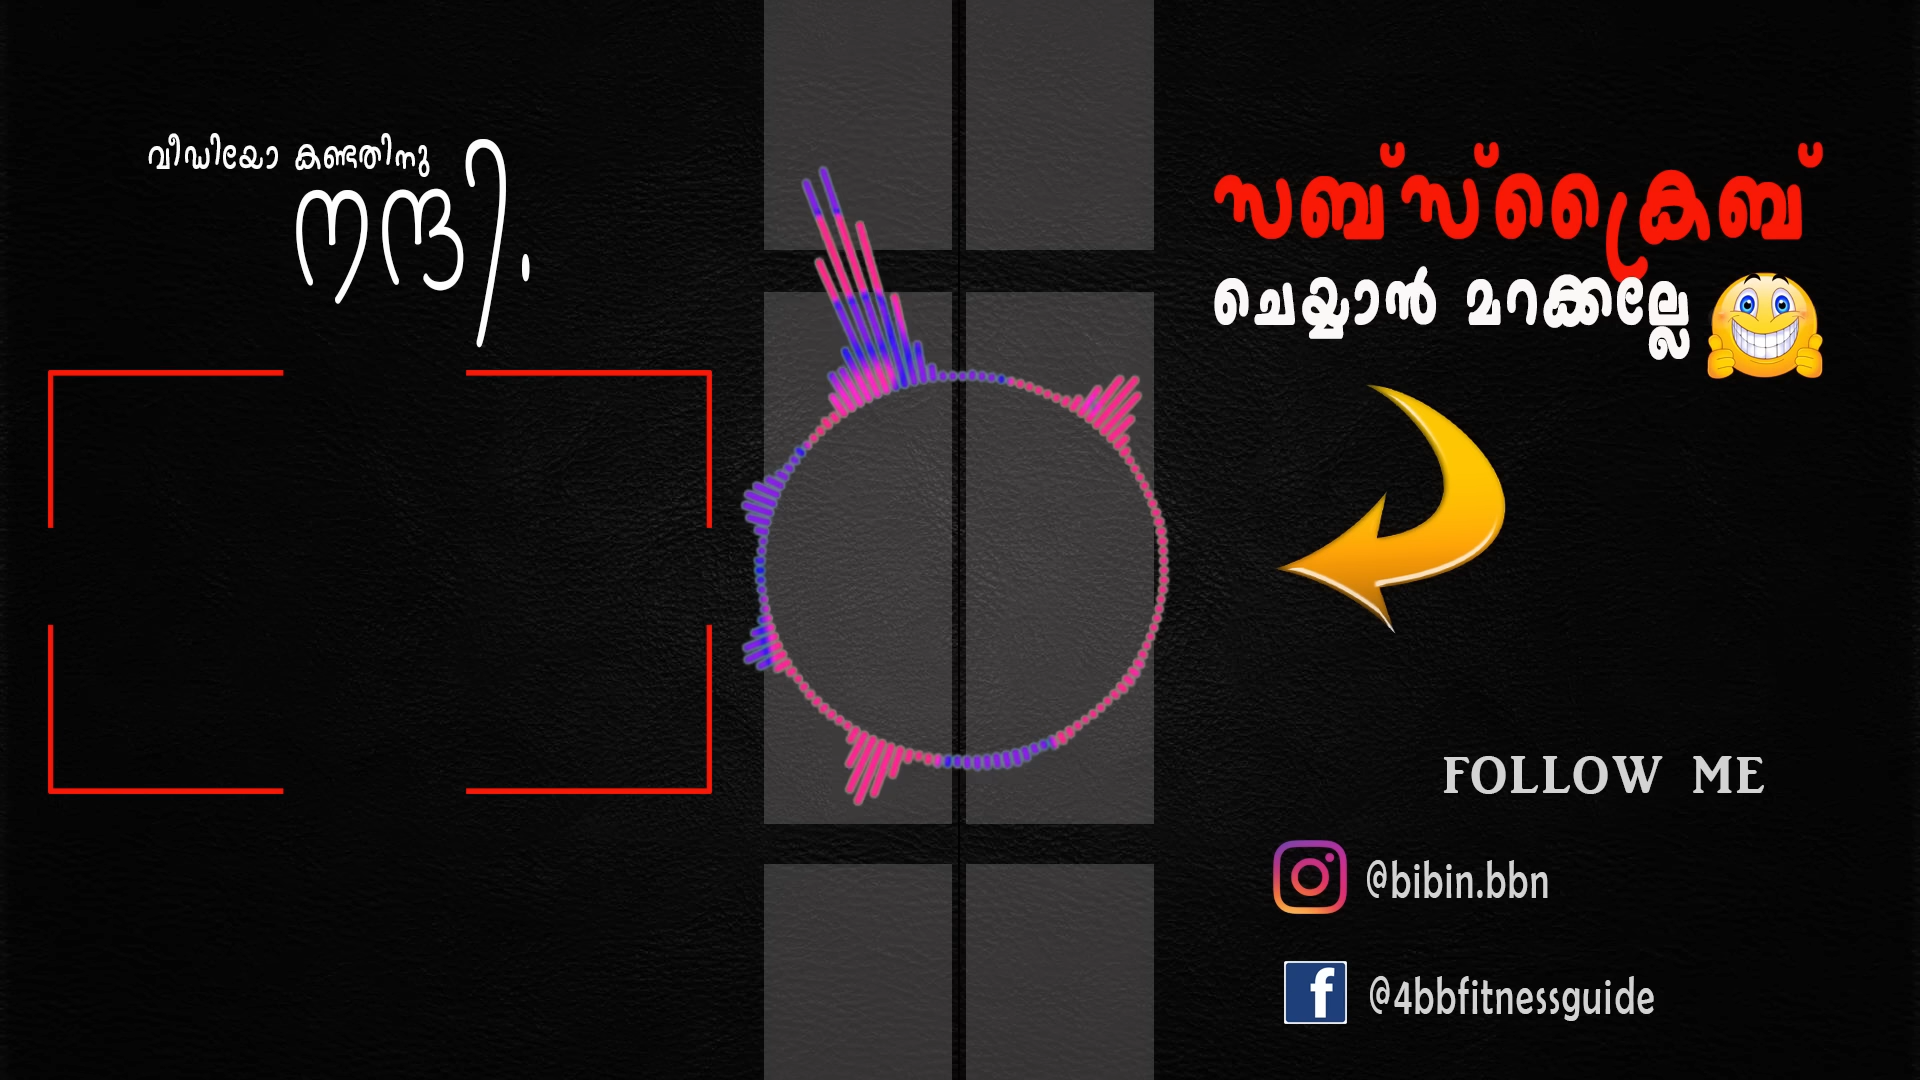 വീഡിയോ കണ്ടതിനു
നന്ദി.
സബ്സ്ക്രൈബ്
ചെയ്യാൻ മറക്കല്ലേ
FOLLOW ME
@bibin.bbn
@4bbfitnessguide